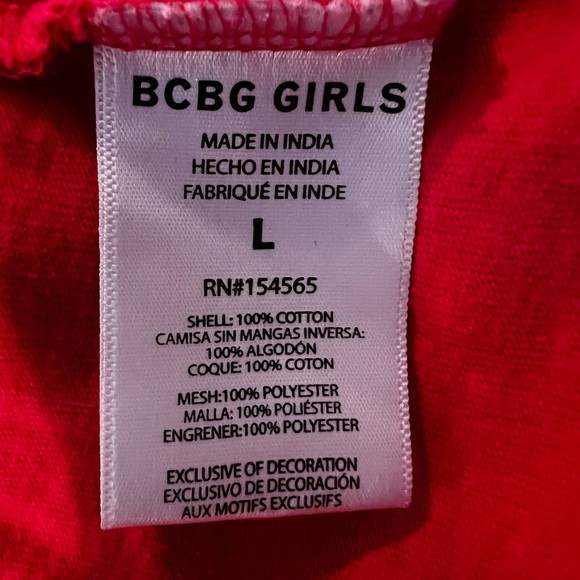 BCBG GIRLS
MADE IN INDIA
HECHO EN INDIA
FABRIQUÉ EN INDE
L
RN#154565
SHELL: 100% COTTON
CAMISA SIN MANGAS INVERSA:
100% ALGODÓN
COQUE: 100% COTON
MESH:100% POLYESTER
MALLA: 100% POLIÉSTER
ENGRENER:100% POLYESTER
EXCLUSIVE OF DECORATION
EXCLUSIVO DE DECORACIÓN
AUX MOTIFS EXCLUSIFS